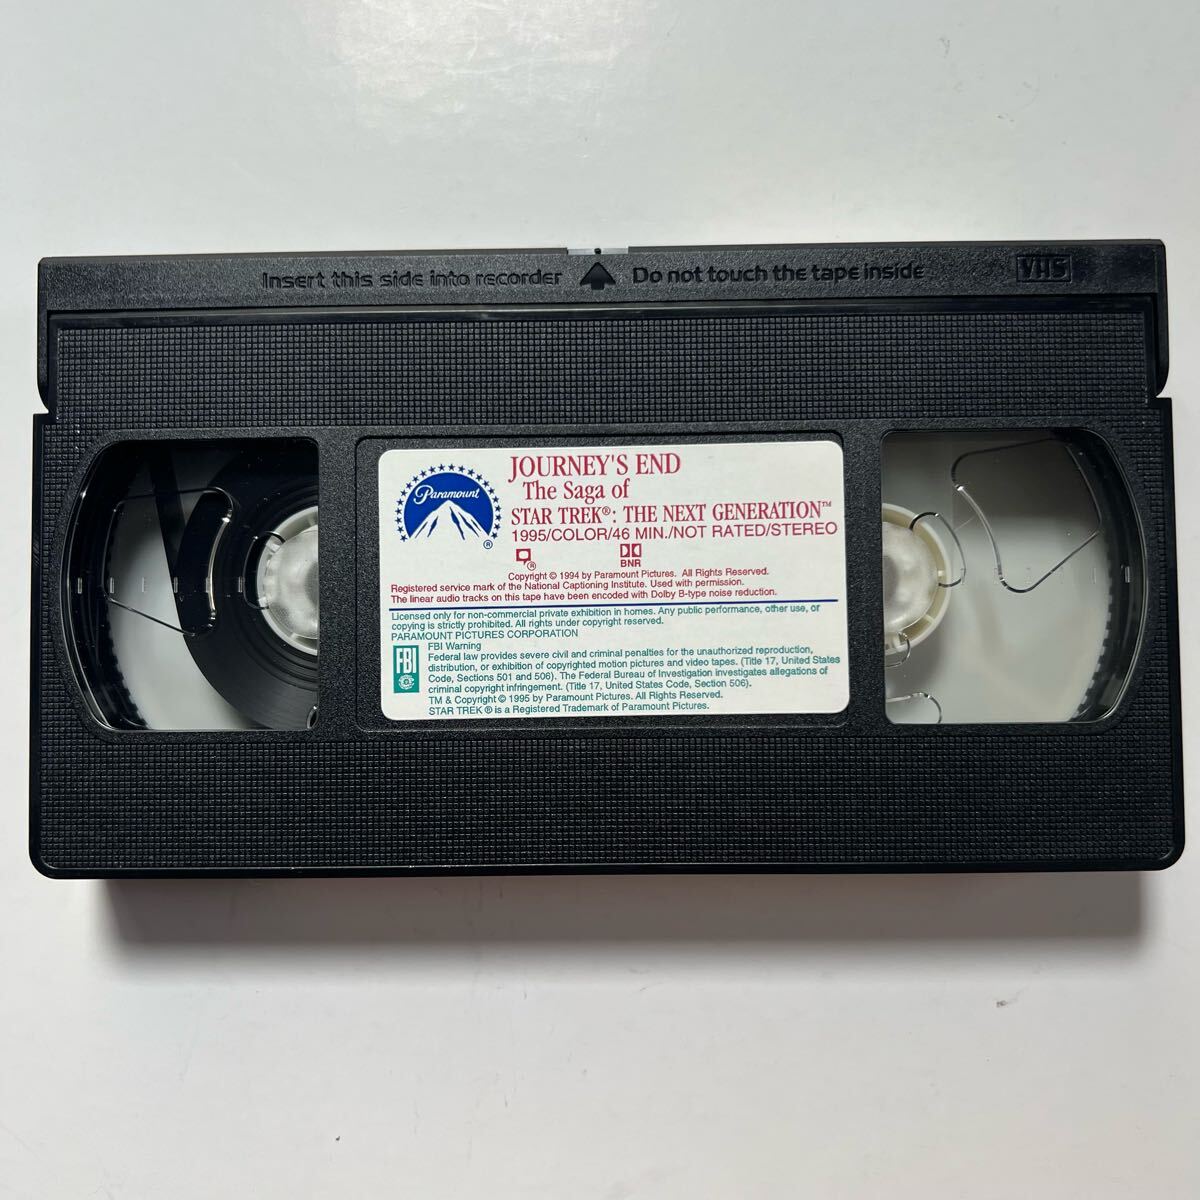 Insert this side into recorder Do not touch the tape inside VHS
Paramount
®
JOURNEY'S END
The Saga of
STAR TREK®: THE NEXT GENERATION™
1995/COLOR/46 MIN./NOT RATED/STEREO
®
BNR
Copyright © 1994 by Paramount Pictures. All Rights Reserved.
Registered service mark of the National Captioning Institute. Used with permission.
The linear audio tracks on this tape have been encoded with Dolby B-type noise reduction.
Licensed only for non-commercial private exhibition in homes. Any public performance, other use, or
copying is strictly prohibited. All rights under copyright reserved.
PARAMOUNT PICTURES CORPORATION
FBI
FBI Warning
Federal law provides severe civil and criminal penalties for the unauthorized reproduction,
distribution, or exhibition of copyrighted motion pictures and video tapes. (Title 17, United States
Code, Sections 501 and 506). The Federal Bureau of Investigation investigates allegations of
criminal copyright infringement. (Title 17, United States Code, Section 506).
TM & Copyright © 1995 by Paramount Pictures. All Rights Reserved.
STAR TREK ® is a Registered Trademark of Paramount Pictures.